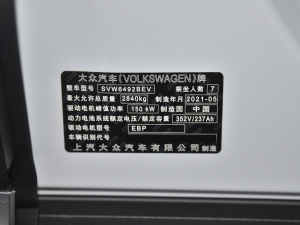 大众汽车(VOLKSWAGEN)牌
整车型号 SVW6492BEV 乘坐人数 7
最大允许总质量 2840kg 制造年月 2021-05
驱动电机峰值功率 150 kW 制造国 中国
动力电池系统额定电压/额定容量 352V/237Ah
驱动电机型号 EBP
车辆识别代号
上汽大众汽车有限公司 制造